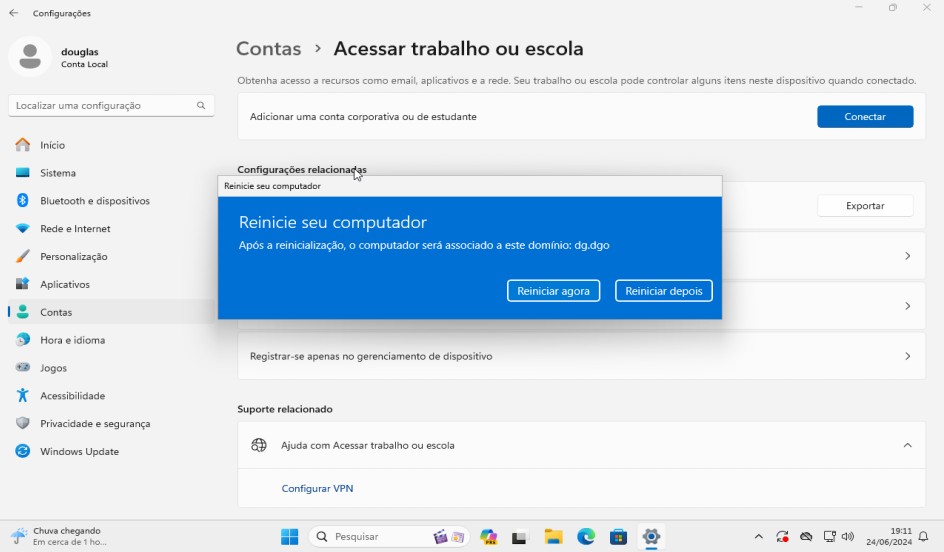 Configurações
douglas
Conta Local
Localizar uma configuração
Início
Sistema
Bluetooth e dispositivos
Rede e Internet
Personalização
Aplicativos
Contas
Hora e idioma
Jogos
Acessibilidade
Privacidade e segurança
Windows Update
Contas > Acessar trabalho ou escola
Obtenha acesso a recursos como email, aplicativos e a rede. Seu trabalho ou escola pode controlar alguns itens neste dispositivo quando conectado.
Adicionar uma conta corporativa ou de estudante
Conectar
Configurações relacionadas
Exportar
Reinicie seu computador
Reinicie seu computador
Após a reinicialização, o computador será associado a este domínio: dg.dgo
Reiniciar agora
Reiniciar depois
Registrar-se apenas no gerenciamento de dispositivo
Suporte relacionado
Ajuda com Acessar trabalho ou escola
Configurar VPN
Chuva chegando
Em cerca de 1 ho...
Pesquisar
19:11
24/06/2024